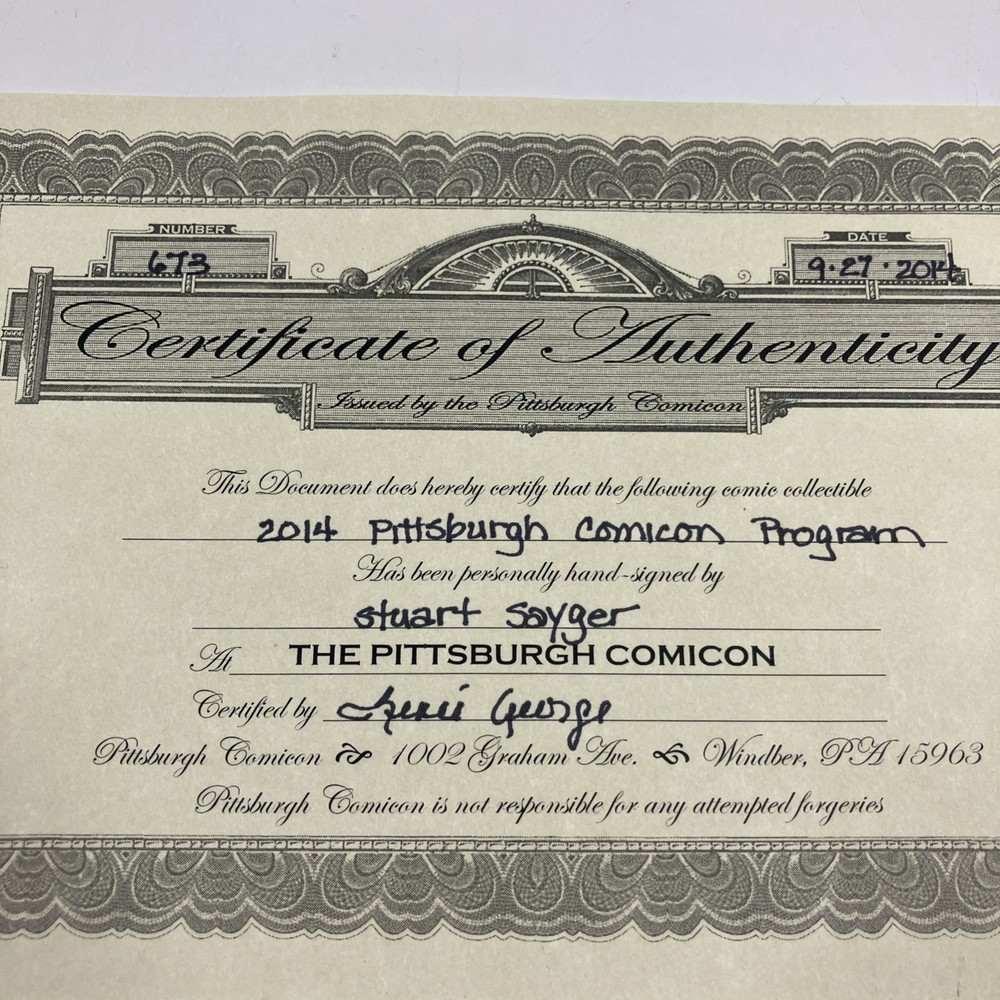 NUMBER
673
DATE
9·27·2014
Certificate of Authenticity
Issued by the Pittsburgh Comicon
This Document does hereby certify that the following comic collectible
2014 Pittsburgh Comicon Program
Has been personally hand-signed by
Stuart Sayger
At THE PITTSBURGH COMICON
Certified by Renee George
Pittsburgh Comicon 1002 Graham Ave. Windber, PA 15963
Pittsburgh Comicon is not responsible for any attempted forgeries